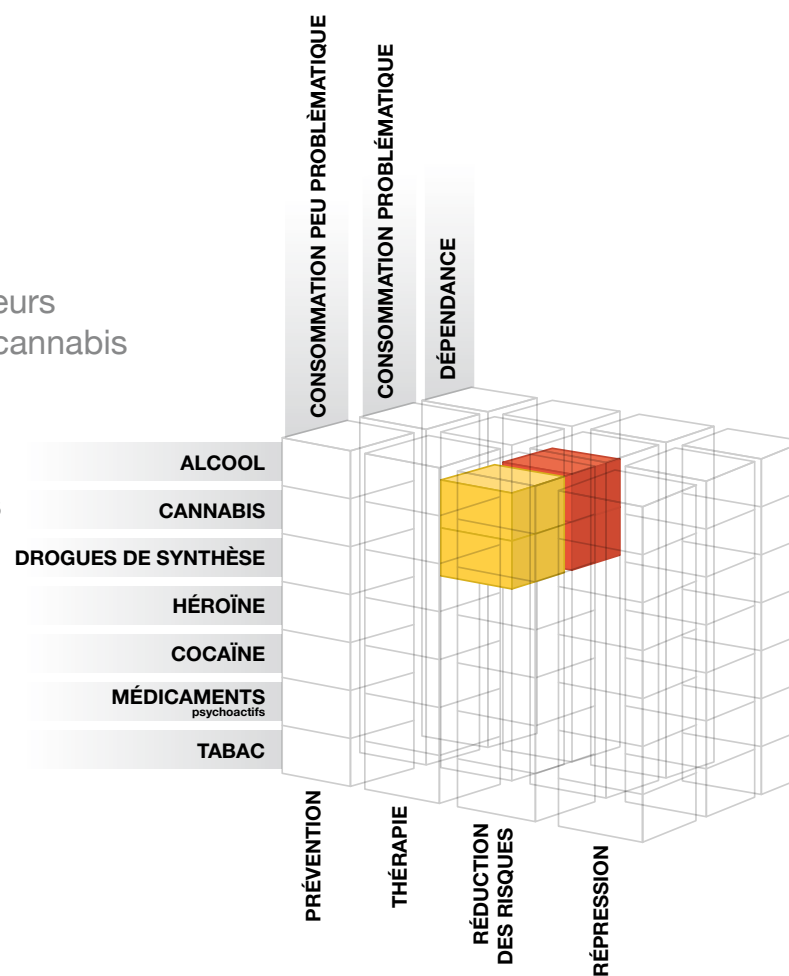 CONSOMMATION PEU PROBLÈMATIQUE
CONSOMMATION PROBLÉMATIQUE
DÉPENDANCE
eurs
cannabis
ALCOOL
CANNABIS
DROGUES DE SYNTHÈSE
HÉROÏNE
COCAÏNE
MÉDICAMENTS
psychoactifs
TABAC
PRÉVENTION
THÉRAPIE
RÉDUCTION
DES RISQUES
RÉPRESSION